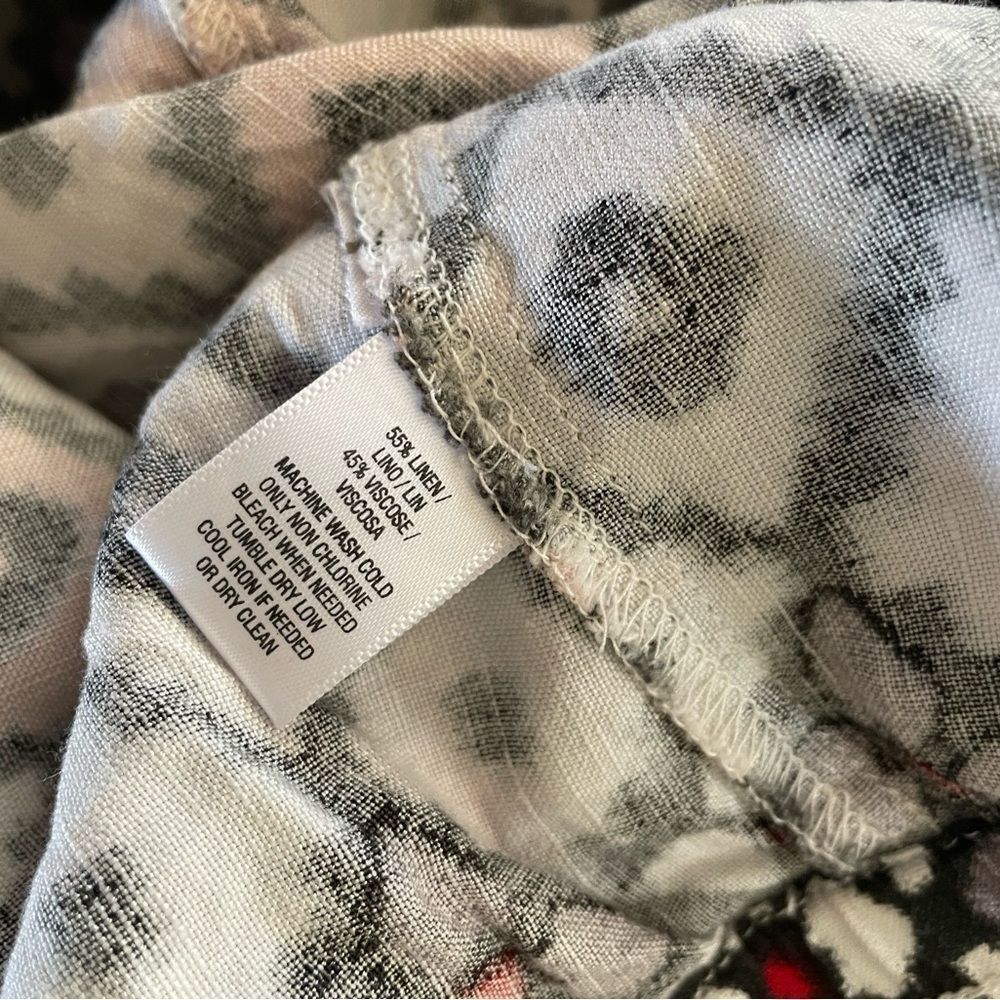 55% LINEN/
LINO/LIN
45% VISCOSE/
VISCOSA
MACHINE WASH COLD
ONLY NON CHLORINE
BLEACH WHEN NEEDED
TUMBLE DRY LOW
COOL IRON IF NEEDED
OR DRY CLEAN